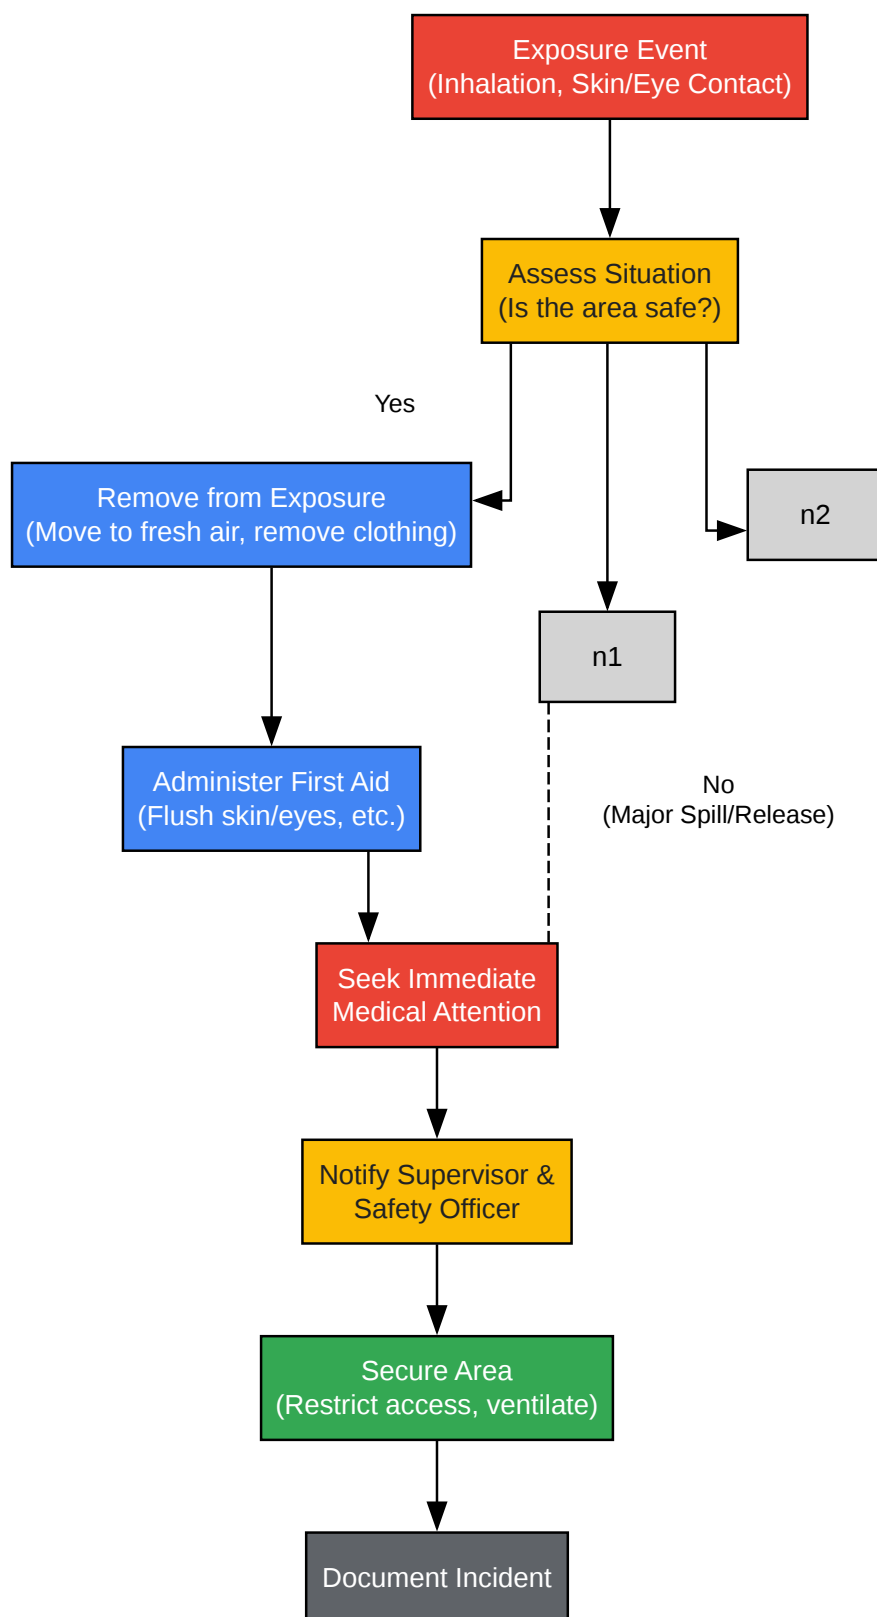 Exposure Event
(Inhalation, Skin/Eye Contact)
Assess Situation
(Is the area safe?)
Yes
Remove from Exposure
(Move to fresh air, remove clothing)
n2
n1
Administer First Aid
(Flush skin/eyes, etc.)
No
(Major Spill/Release)
Seek Immediate
Medical Attention
Notify Supervisor &
Safety Officer
Secure Area
(Restrict access, ventilate)
Document Incident